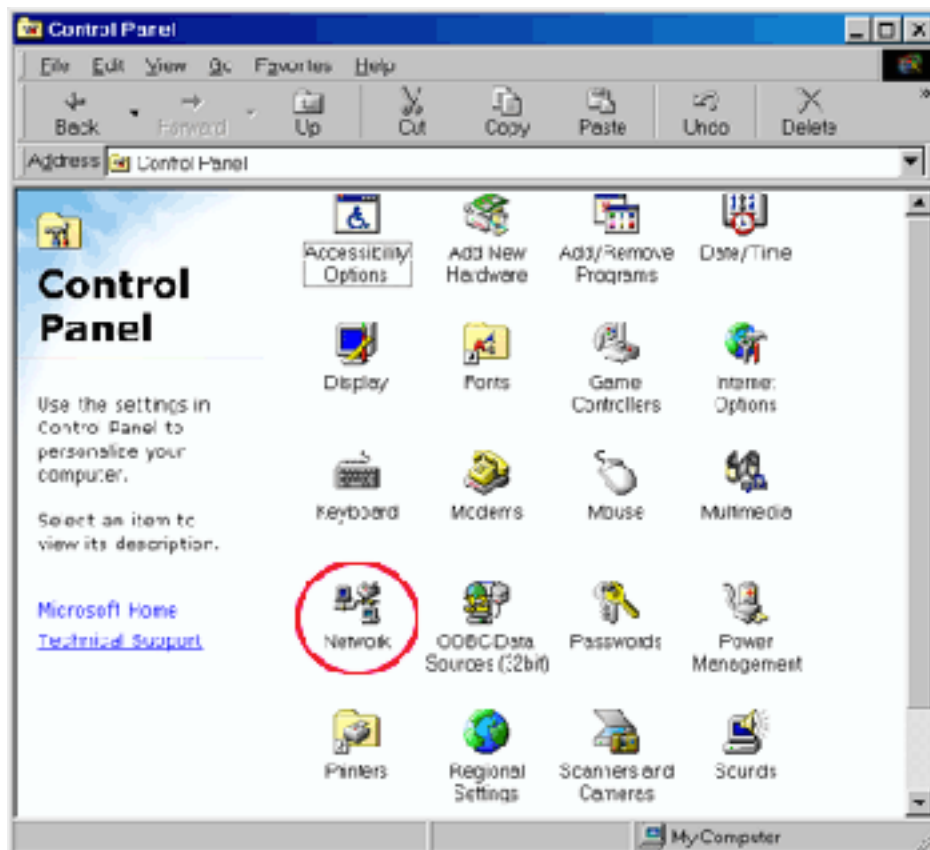 Control Panel
File Edit View Go Favorites Help
Back Forward Up Cut Copy Paste Undo Delete
Address Control Panel
Control
Panel
Use the settings in
Control Panel to
personalize your
computer.
Select an item to
view its description.
Microsoft Home
Technical Support
Accessibility
Options
Add New
Hardware
Add/Remove
Programs
Date/Time
Display
Fonts
Game
Controllers
Internet
Options
Keyboard
Modems
Mouse
Multimedia
Network
ODBC Data
Sources (32bit)
Passwords
Power
Management
Printers
Regional
Settings
Scanners and
Cameras
Sounds
My Computer